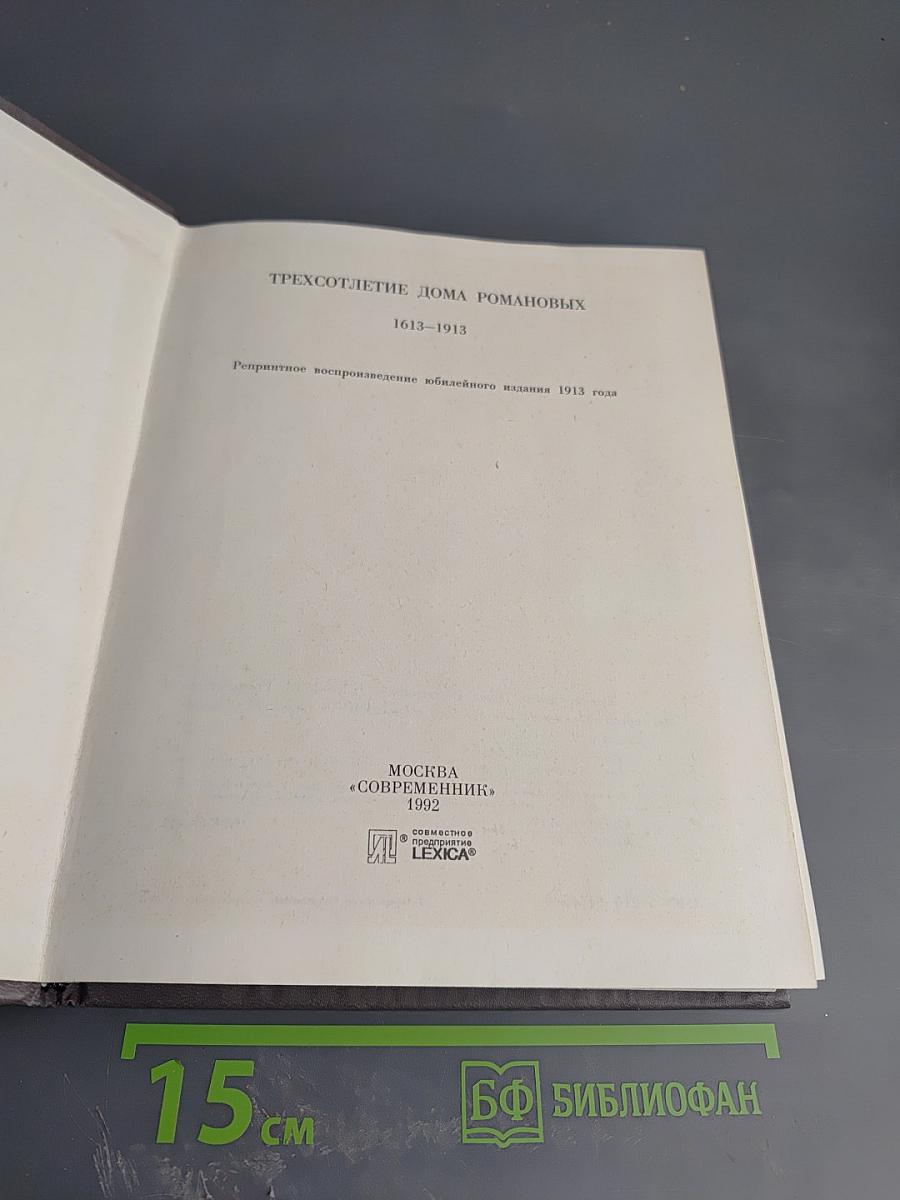 ТРЕХСОТЛЕТИЕ ДОМА РОМАНОВЫХ
1613—1913
Репринтное воспроизведение юбилейного издания 1913 года
МОСКВА
«СОВРЕМЕННИК»
1992
® совместное
предприятие
LEXICA®
15 см
БФ БИБЛИОФАН